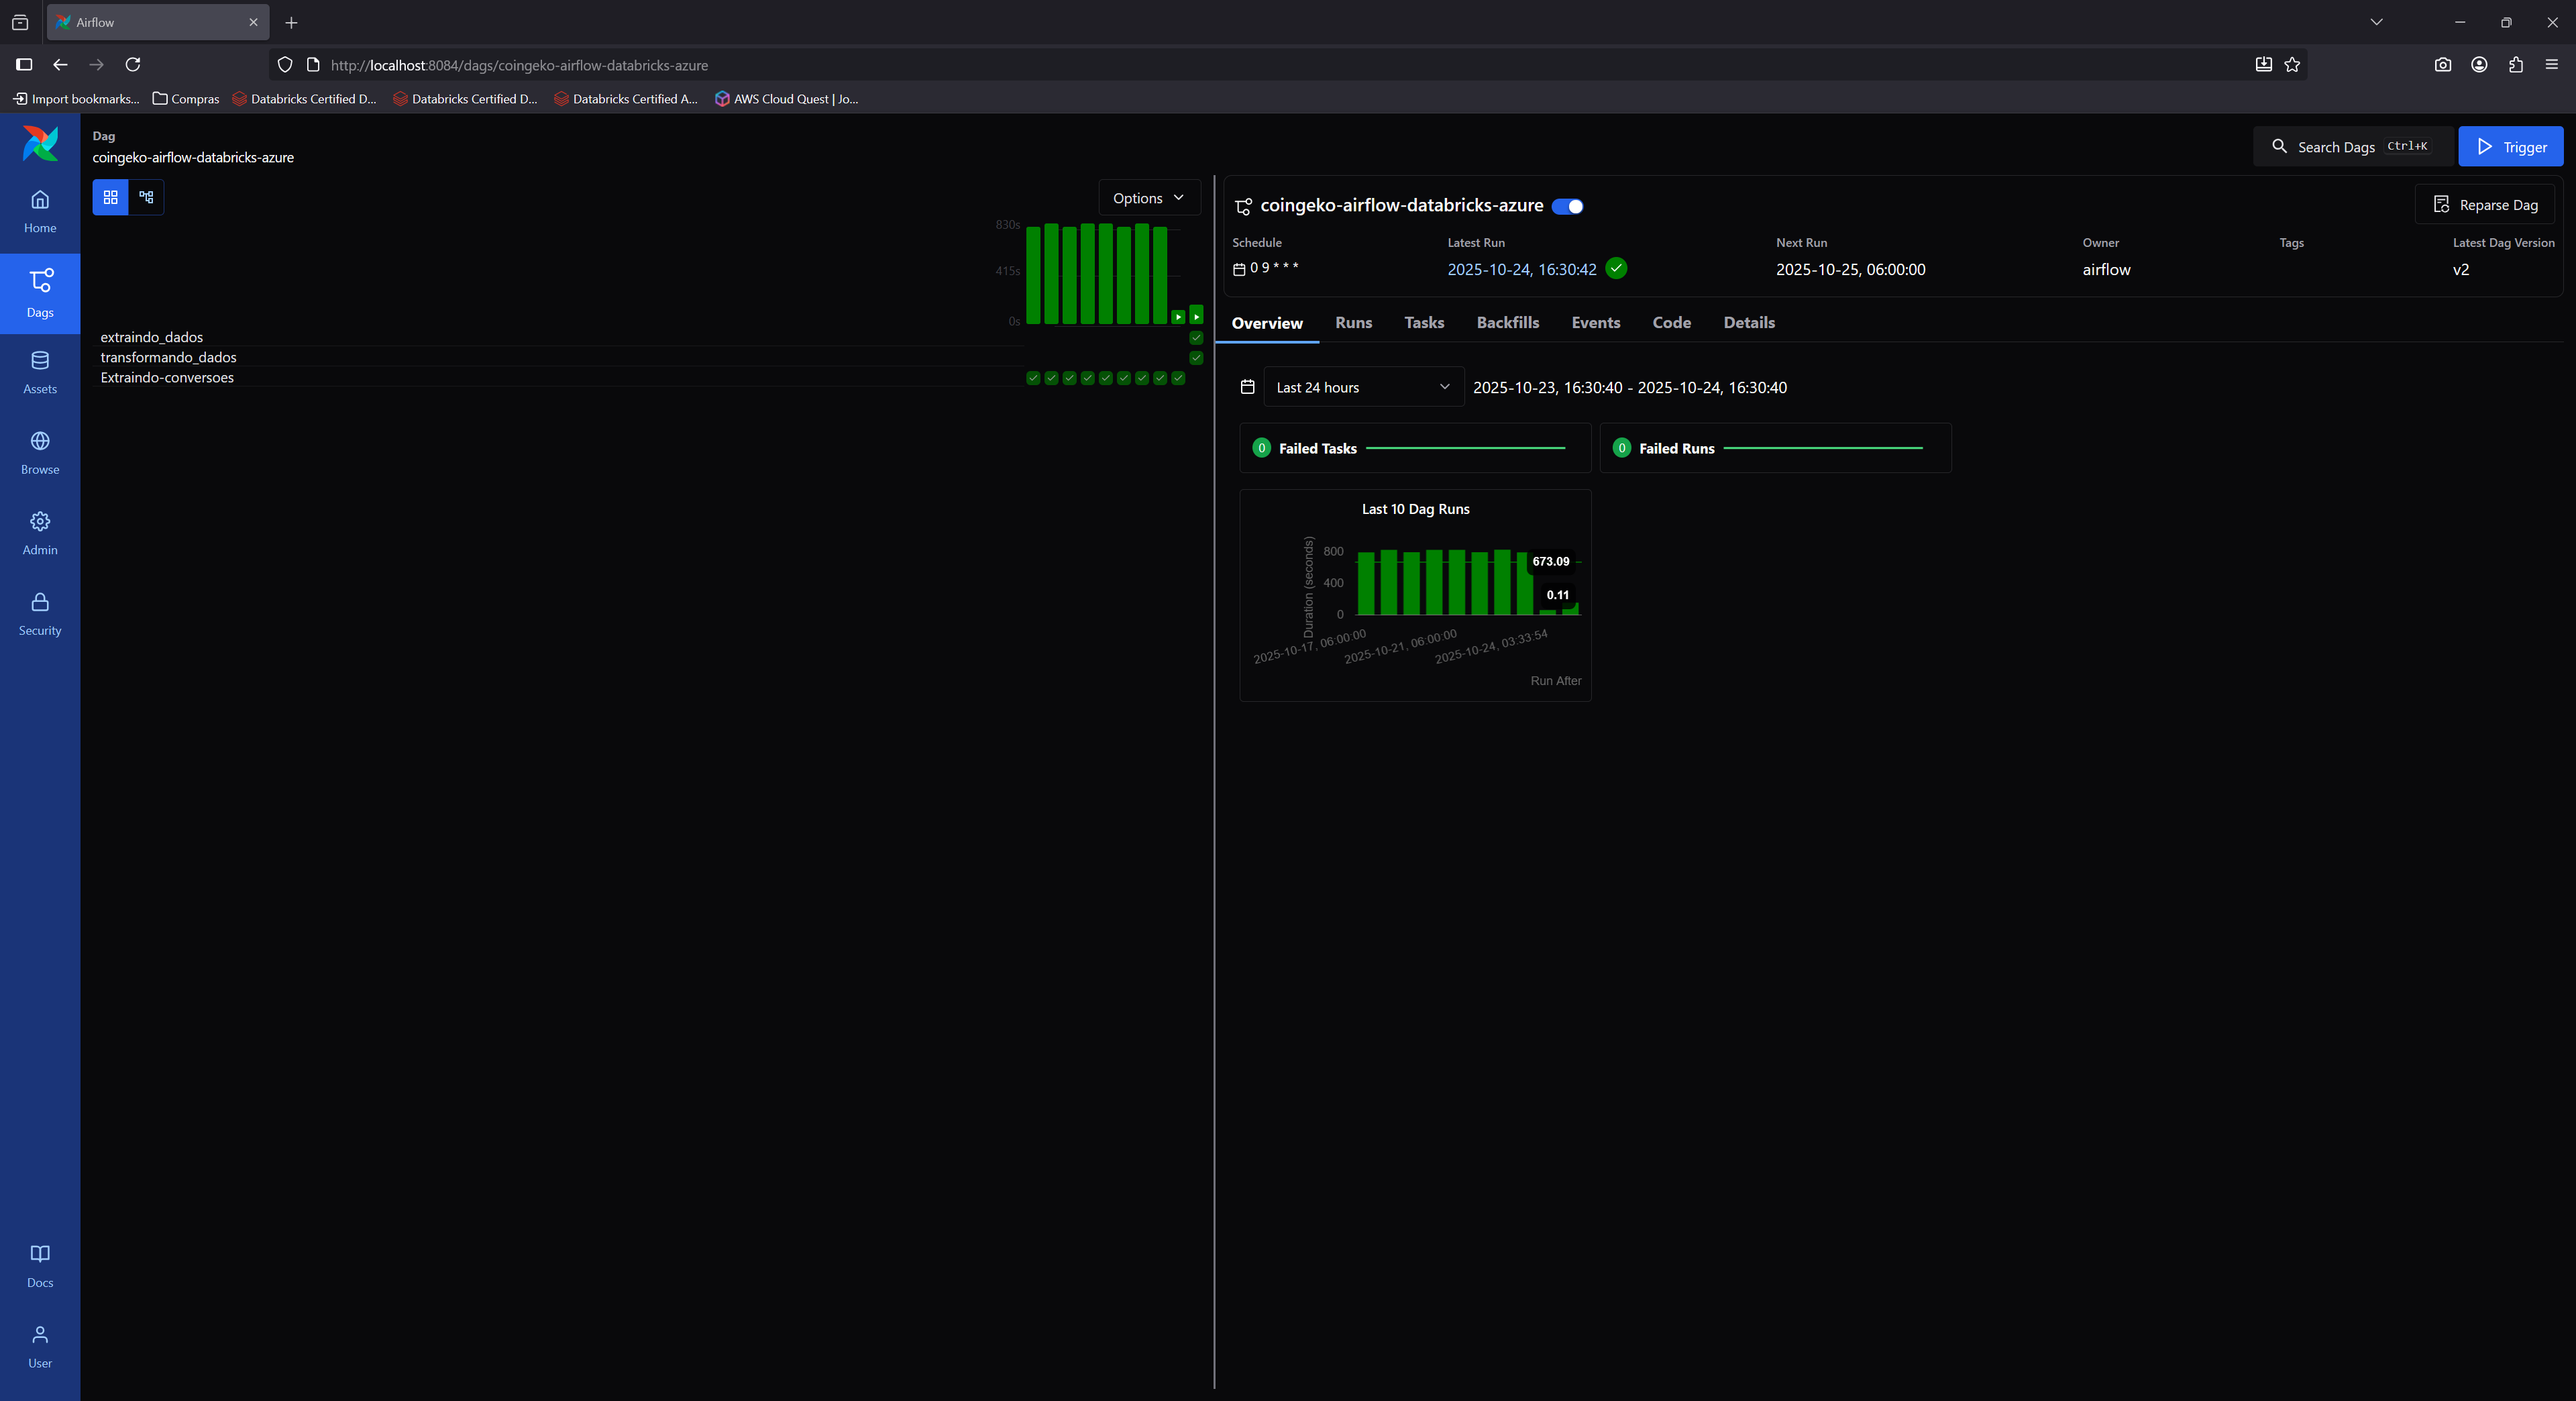 Airflow
http://localhost:8084/dags/coingeko-airflow-databricks-azure
Import bookmarks...
Compras
Databricks Certified D...
Databricks Certified D...
Databricks Certified A...
AWS Cloud Quest | Jo...
Dag
coingeko-airflow-databricks-azure
Search Dags Ctrl+K
Trigger
Home
Dags
Assets
Browse
Admin
Security
Docs
User
Options
830s
415s
0s
extraindo_dados
transformando_dados
Extraindo-conversoes
coingeko-airflow-databricks-azure
Reparse Dag
Schedule
0 9 * * *
Latest Run
2025-10-24, 16:30:42
Next Run
2025-10-25, 06:00:00
Owner
airflow
Tags
Latest Dag Version
v2
Overview
Runs
Tasks
Backfills
Events
Code
Details
Last 24 hours
2025-10-23, 16:30:40 - 2025-10-24, 16:30:40
0 Failed Tasks
0 Failed Runs
Last 10 Dag Runs
Duration (seconds)
800
400
0
673.09
0.11
2025-10-17, 06:00:00
2025-10-21, 06:00:00
2025-10-24, 03:33:54
Run After